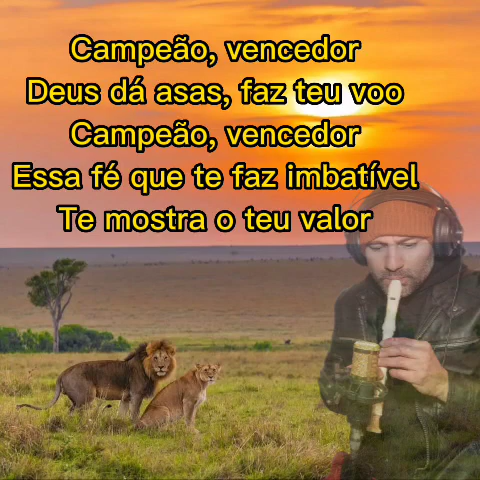 Campeão, vencedor
Deus dá asas, faz teu voo
Campeão, vencedor
Essa fé que te faz imbatível
Te mostra o teu valor